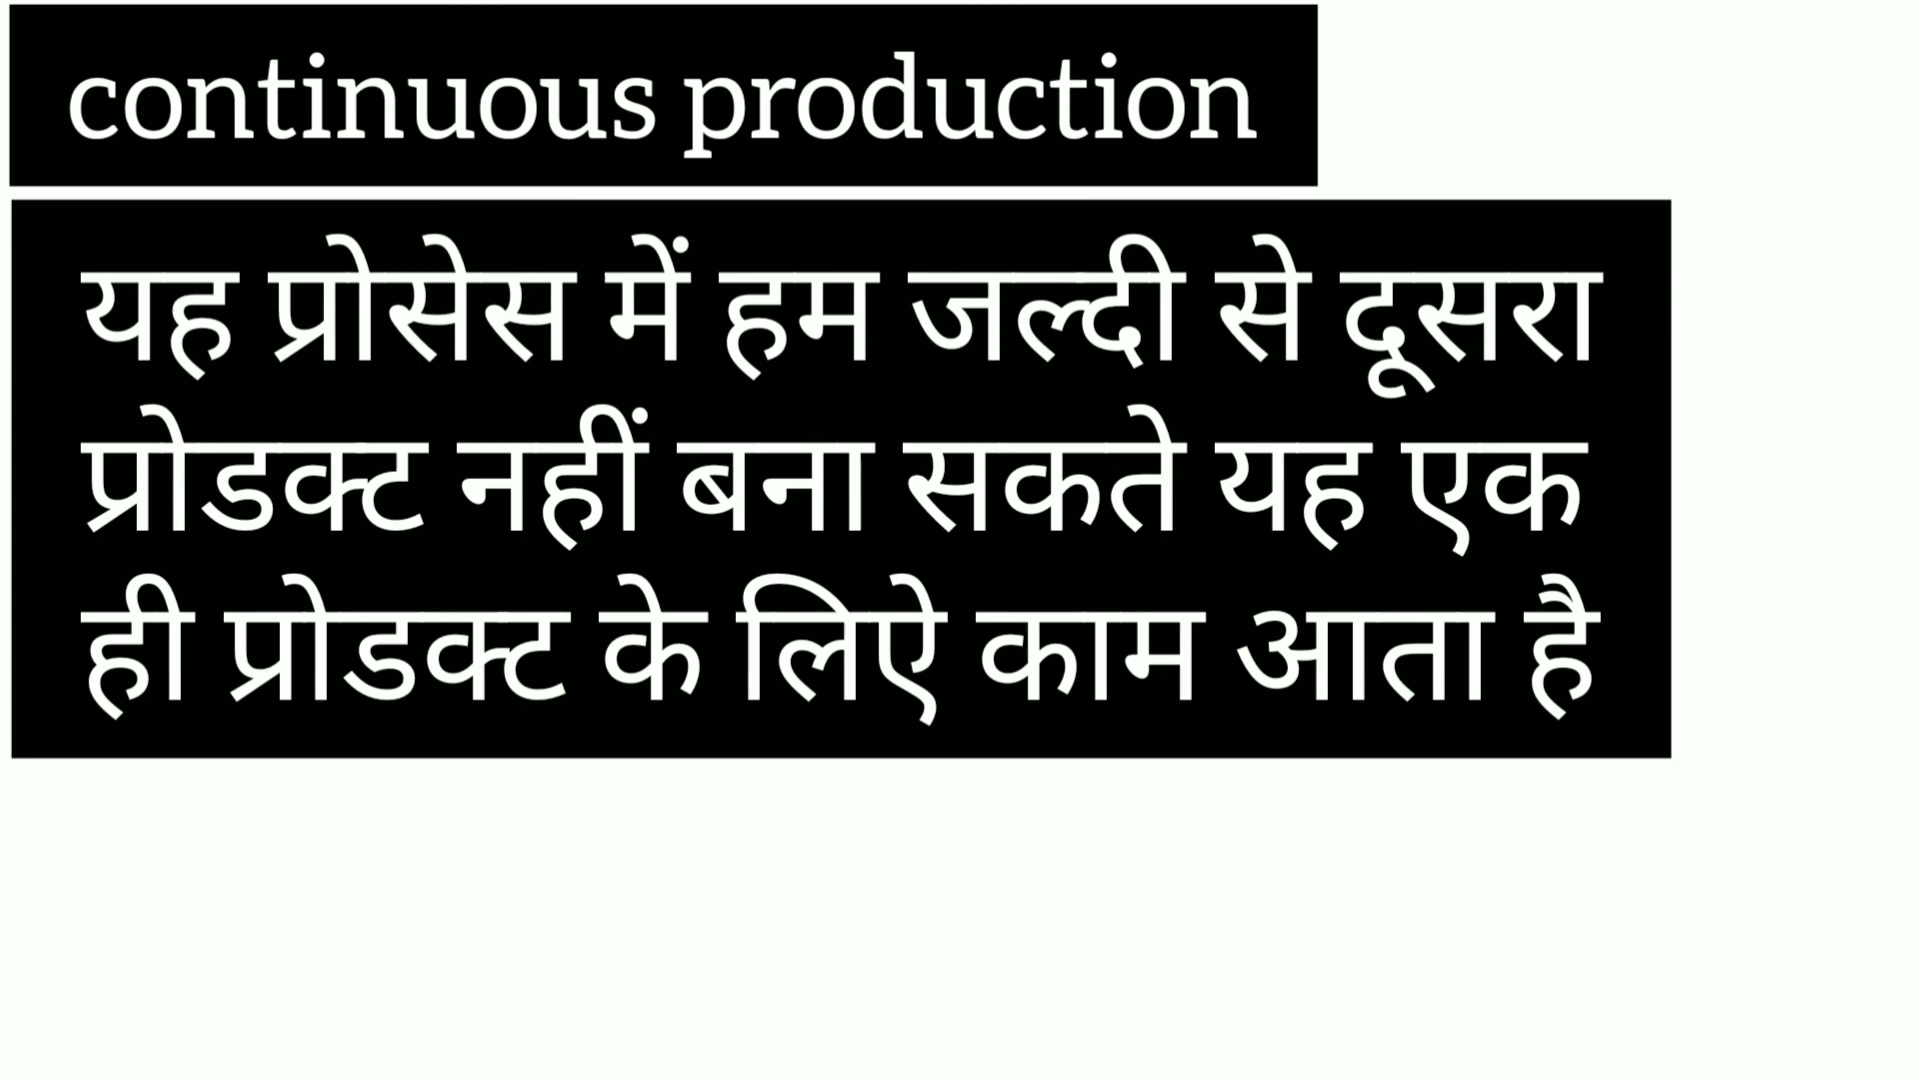 continuous production
यह प्रोसेस में हम जल्दी से दूसरा
प्रोडक्ट नहीं बना सकते यह एक
ही प्रोडक्ट के लिऐ काम आता है